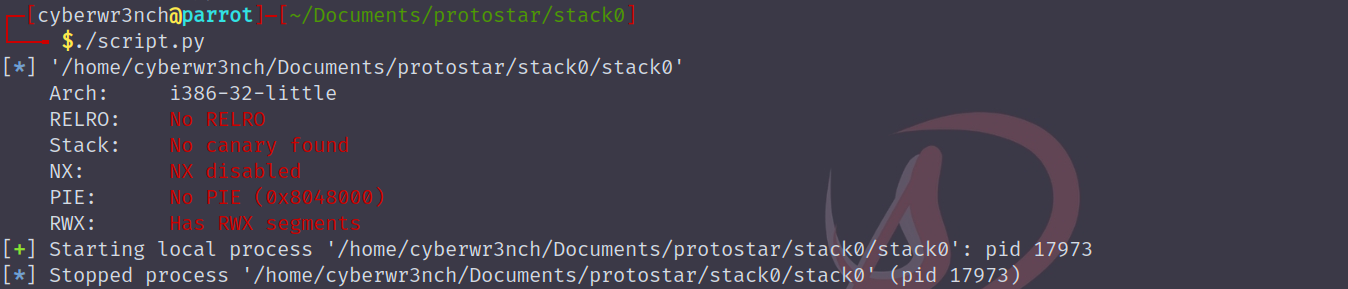 ┌─[cyberwr3nch@parrot]─[~/Documents/protostar/stack0]
└──╼ $./script.py
[*] '/home/cyberwr3nch/Documents/protostar/stack0/stack0'
    Arch:     i386-32-little
    RELRO:    No RELRO
    Stack:    No canary found
    NX:       NX disabled
    PIE:      No PIE (0x8048000)
    RWX:      Has RWX segments
[+] Starting local process '/home/cyberwr3nch/Documents/protostar/stack0/stack0': pid 17973
[*] Stopped process '/home/cyberwr3nch/Documents/protostar/stack0/stack0' (pid 17973)